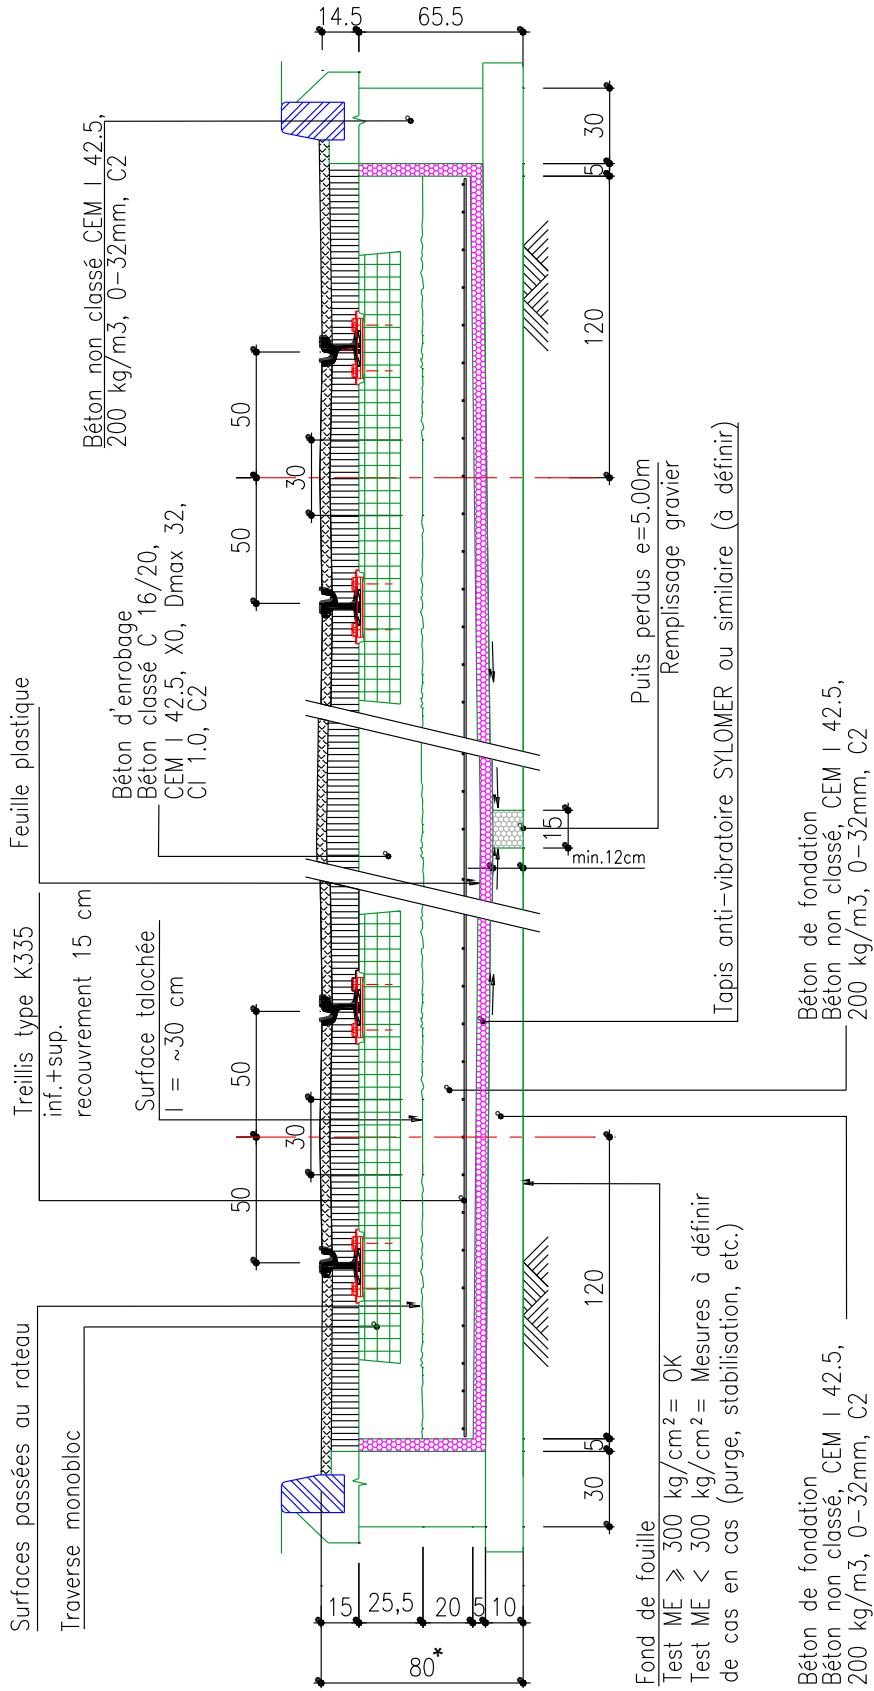 Surfaces passées au rateau
Traverse monobloc
Treillis type K335
inf.+sup.
recouvrement 15 cm
Surface talochée
l = ~30 cm
Feuille plastique
Béton d'enrobage
Béton classé C 16/20,
CEM I 42.5, X0, Dmax 32,
Cl 1.0, C2
Béton non classé CEM I 42.5,
200 kg/m3, 0-32mm, C2
50
50
30
50
50
30
14.5
65.5
15
25,5
20
5
10
80*
30
5
120
15
min.12cm
120
5
30
Puits perdus e=5.00m
Remplissage gravier
Tapis anti-vibratoire SYLOMER ou similaire (à définir)
Fond de fouille
Test ME ⩾ 300 kg/cm² = OK
Test ME < 300 kg/cm² = Mesures à définir
de cas en cas (purge, stabilisation, etc.)
Béton de fondation
Béton non classé, CEM I 42.5,
200 kg/m3, 0-32mm, C2
Béton de fondation
Béton non classé, CEM I 42.5,
200 kg/m3, 0-32mm, C2